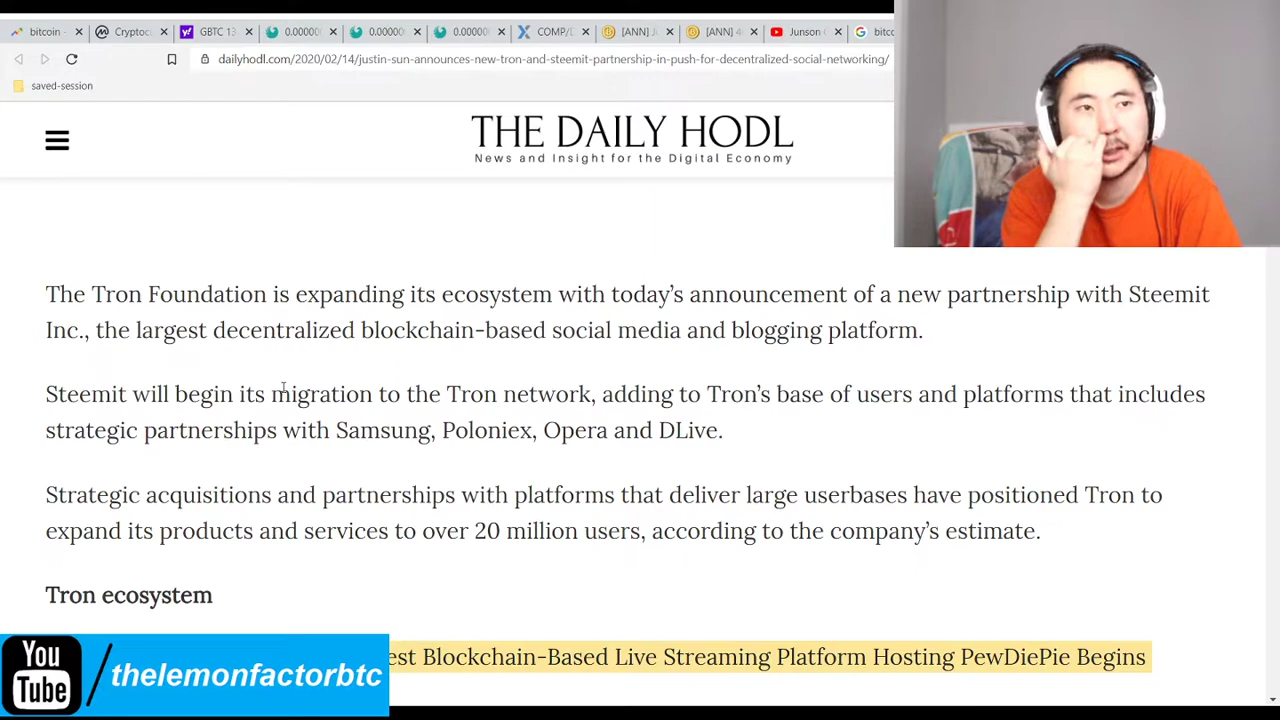 bitcoin - Cryptoc GBTC 13 0.00000 0.00000 0.00000 COMP/D [ANN] J [ANN] 4 Junson bitc
dailyhodl.com/2020/02/14/justin-sun-announces-new-tron-and-steemit-partnership-in-push-for-decentralized-social-networking/
saved-session
THE DAILY HODL
News and Insight for the Digital Economy
The Tron Foundation is expanding its ecosystem with today's announcement of a new partnership with Steemit
Inc., the largest decentralized blockchain-based social media and blogging platform.
Steemit will begin its migration to the Tron network, adding to Tron's base of users and platforms that includes
strategic partnerships with Samsung, Poloniex, Opera and DLive.
Strategic acquisitions and partnerships with platforms that deliver large userbases have positioned Tron to
expand its products and services to over 20 million users, according to the company's estimate.
Tron ecosystem
est Blockchain-Based Live Streaming Platform Hosting PewDiePie Begins
You
Tube
/thelemonfactorbtc